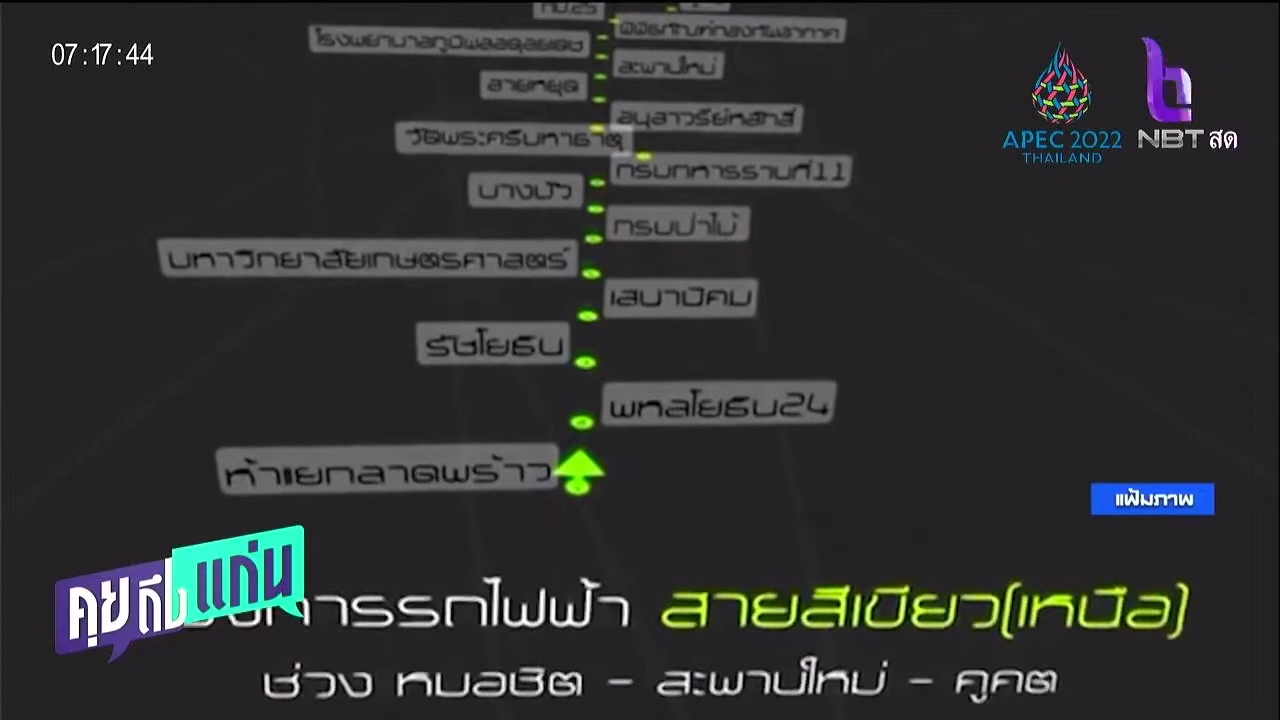 กม.25
07:17:44
โรงพยาบาลภูมิพลอดุลยเดช
พิพิธภัณฑ์กองทัพอากาศ
สะพานใหม่
สายหยุด
อนุสาวรีย์หลักสี่
วัดพระศรีมหาธาตุ
กรมทหารราบที่11
บางบัว
กรมป่าไม้
มหาวิทยาลัยเกษตรศาสตร์
เสนานิคม
รัชโยธิน
พหลโยธิน24
ห้าแยกลาดพร้าว
APEC 2022
THAILAND
NBT สด
แฟ้มภาพ
คุยถึงแก่น
การรถไฟฟ้า สายสีเขียว(เหนือ)
ช่วง หมอชิต - สะพานใหม่ - คูคต